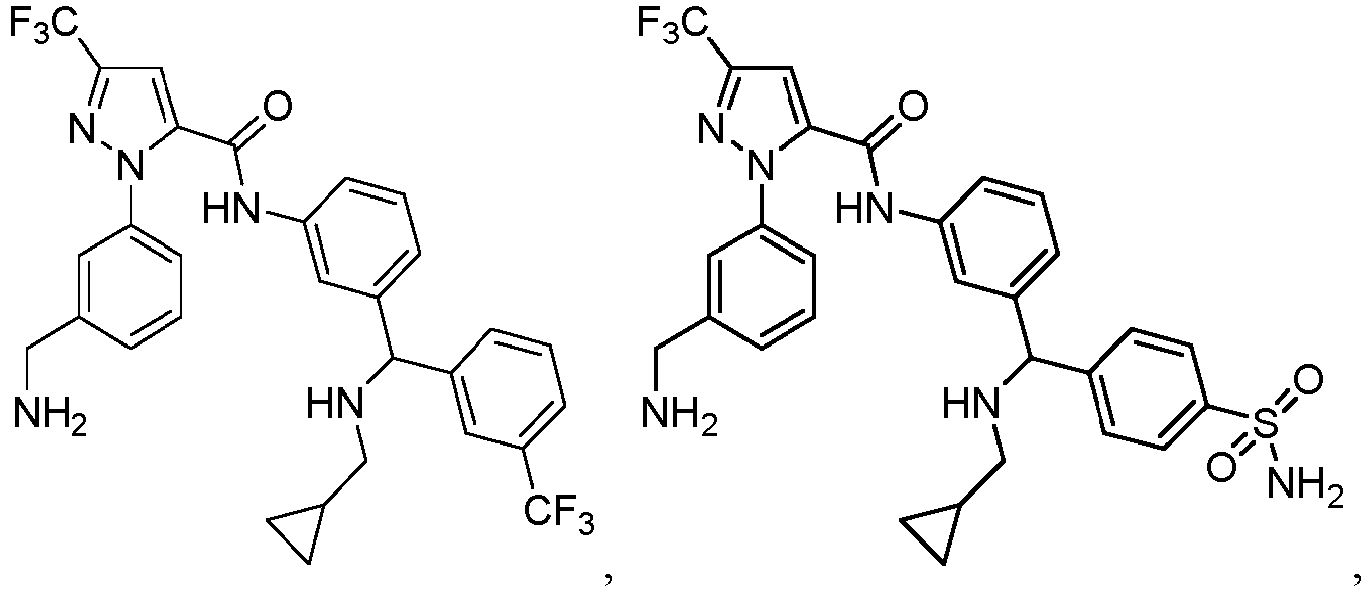 F3C F3C
O O
N N
N N
HN HN
HN HN O
S
NH2 NH2 O
NH2
CF3
, ,